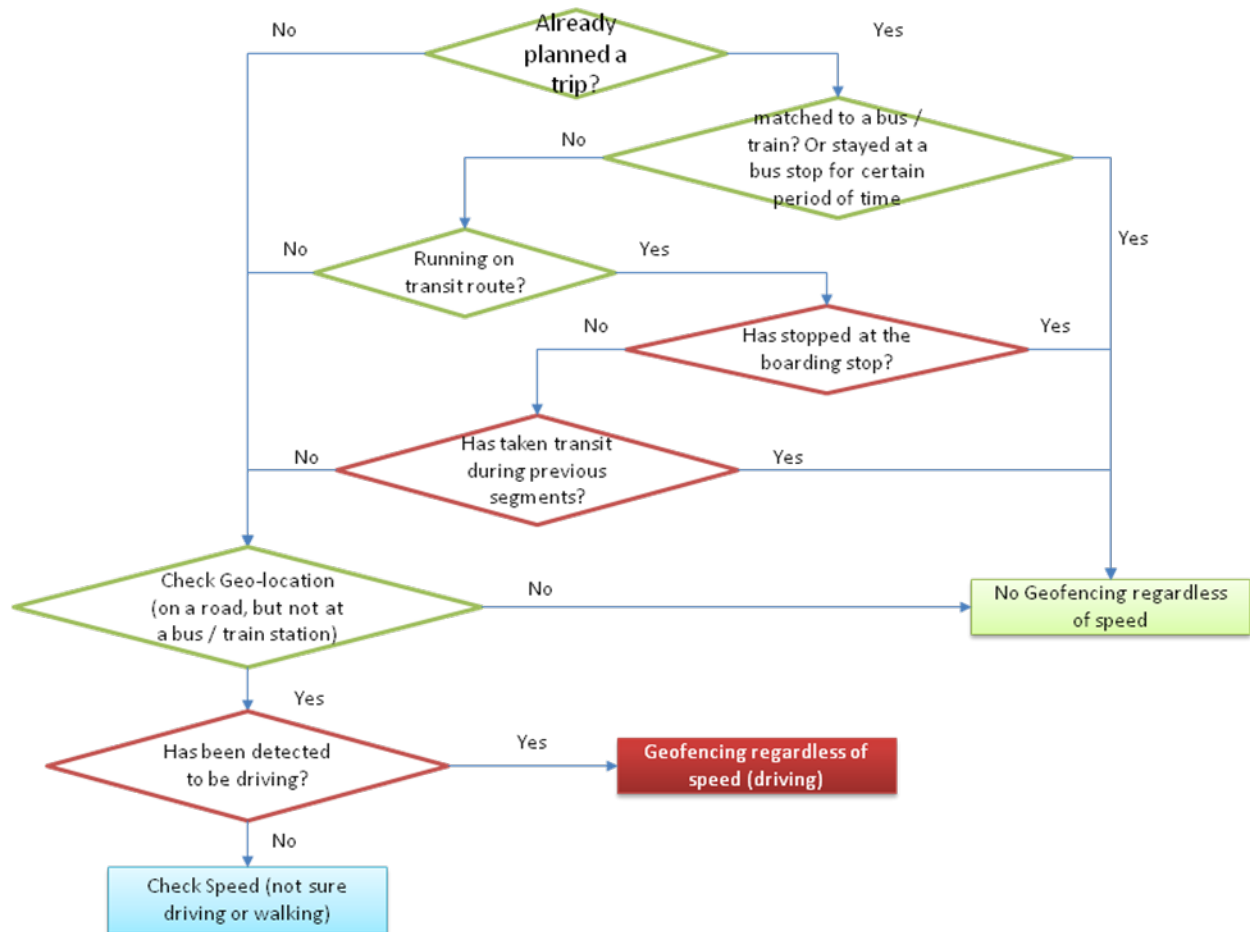 No
Already
planned a
trip?
Yes
matched to a bus /
train? Or stayed at a
bus stop for certain
period of time
No
Yes
No
Running on
transit route?
Yes
No
Has stopped at the
boarding stop?
Yes
No
Has taken transit
during previous
segments?
Yes
Check Geo-location
(on a road, but not at
a bus / train station)
No
No Geofencing regardless
of speed
Yes
Has been detected
to be driving?
Yes
Geofencing regardless of
speed (driving)
No
Check Speed (not sure
driving or walking)